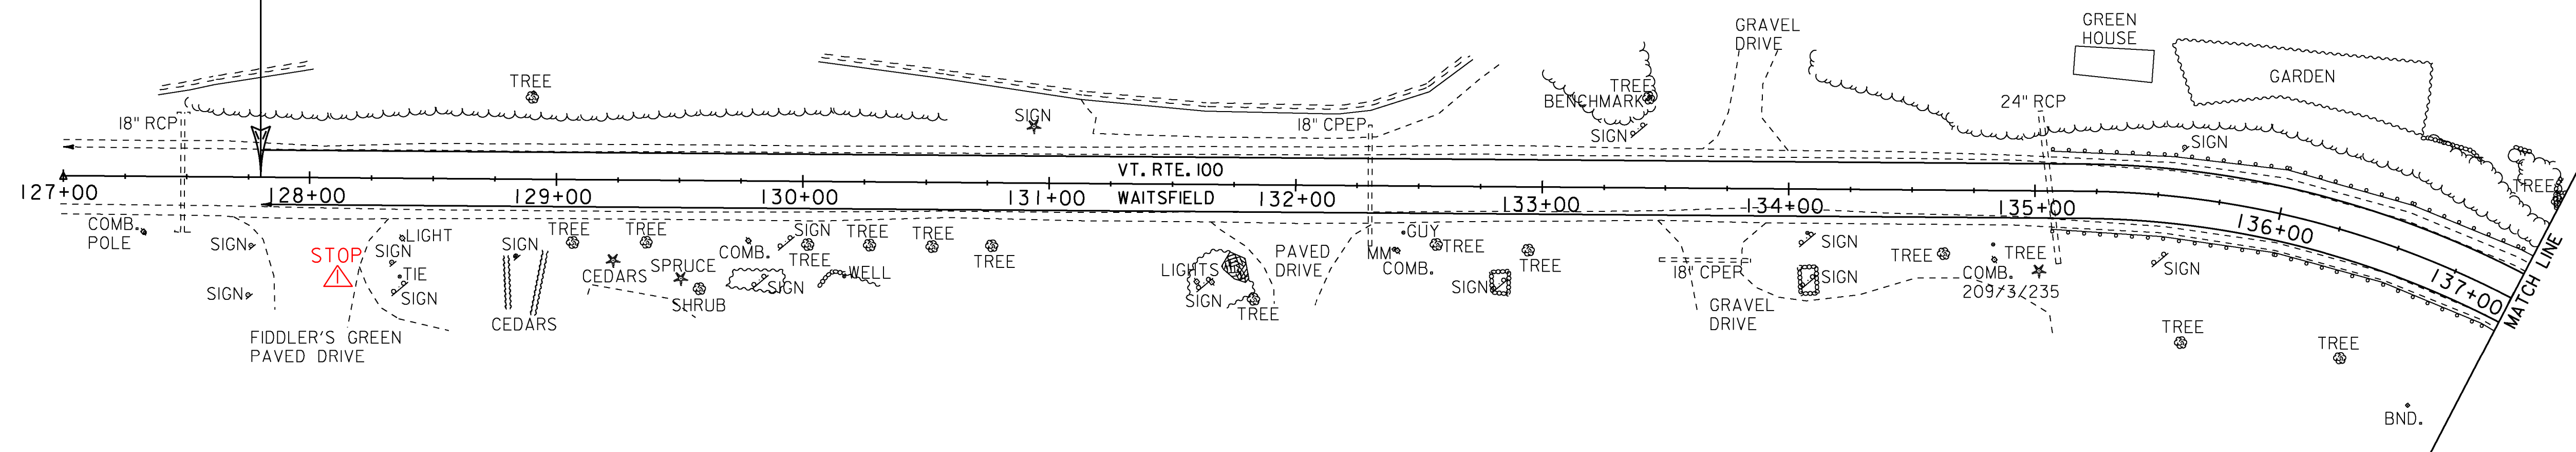 GRAVEL
DRIVE
GREEN
HOUSE
TREE
GARDEN
TREE
BENCHMARK
SIGN
18" RCP
18" CPEP
SIGN
24" RCP
SIGN
VT. RTE. 100
WAITSFIELD
TREE
127+00
128+00
129+00
130+00
131+00
132+00
133+00
134+00
135+00
136+00
137+00
MATCH LINE
COMB.
POLE
SIGN
SIGN
STOP
1
LIGHT
SIGN
TIE
SIGN
FIDDLER'S GREEN
PAVED DRIVE
SIGN
CEDARS
TREE
TREE
CEDARS
SPRUCE
SHRUB
COMB.
SIGN
TREE
SIGN
TREE
WELL
TREE
TREE
LIGHTS
SIGN
TREE
PAVED
DRIVE
GUY
MM
COMB.
TREE
SIGN
TREE
18" CPEP
GRAVEL
DRIVE
SIGN
SIGN
TREE
COMB.
209/3/235
TREE
SIGN
TREE
TREE
BND.